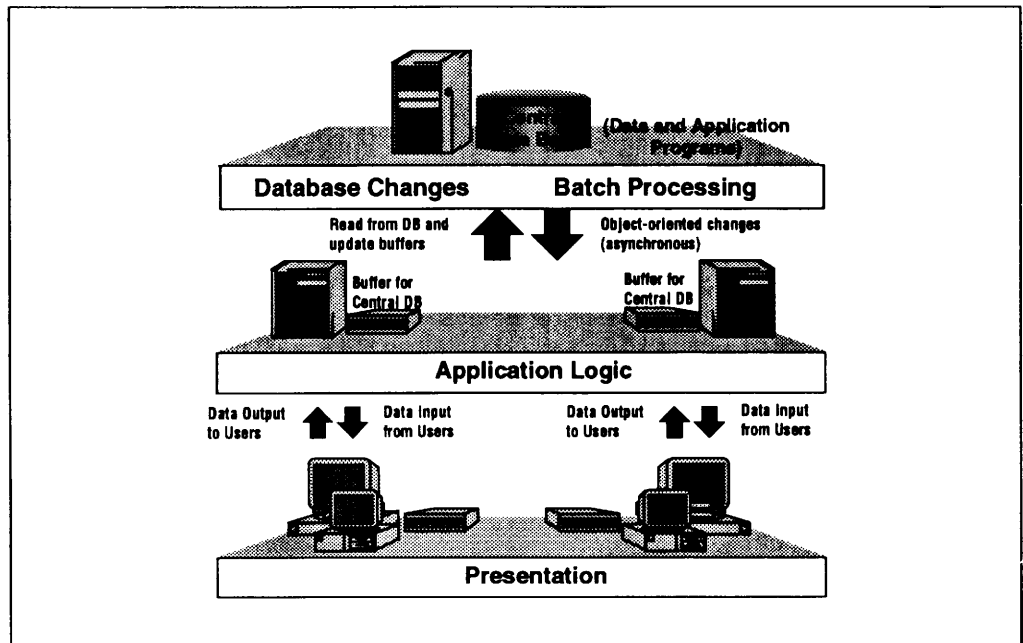 (Data and Application
Programs)
Database Changes
Batch Processing
Read from DB and
update buffers
Object-oriented changes
(asynchronous)
Buffer for
Central DB
Buffer for
Central DB
Application Logic
Data Output
to Users
Data Input
from Users
Data Output
to Users
Data Input
from Users
Presentation